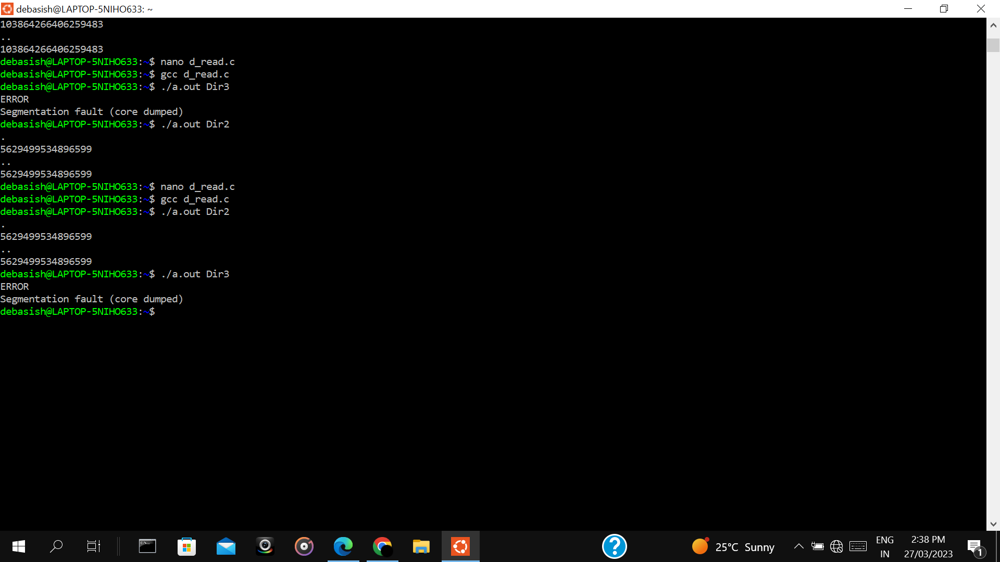 debasish@LAPTOP-5NIHO633: ~
103864266406259483
..
103864266406259483
debasish@LAPTOP-5NIHO633:~$ nano d_read.c
debasish@LAPTOP-5NIHO633:~$ gcc d_read.c
debasish@LAPTOP-5NIHO633:~$ ./a.out Dir3
ERROR
Segmentation fault (core dumped)
debasish@LAPTOP-5NIHO633:~$ ./a.out Dir2
.
5629499534896599
..
5629499534896599
debasish@LAPTOP-5NIHO633:~$ nano d_read.c
debasish@LAPTOP-5NIHO633:~$ gcc d_read.c
debasish@LAPTOP-5NIHO633:~$ ./a.out Dir2
.
5629499534896599
..
5629499534896599
debasish@LAPTOP-5NIHO633:~$ ./a.out Dir3
ERROR
Segmentation fault (core dumped)
debasish@LAPTOP-5NIHO633:~$
25°C Sunny
ENG
IN
2:38 PM
27/03/2023
1